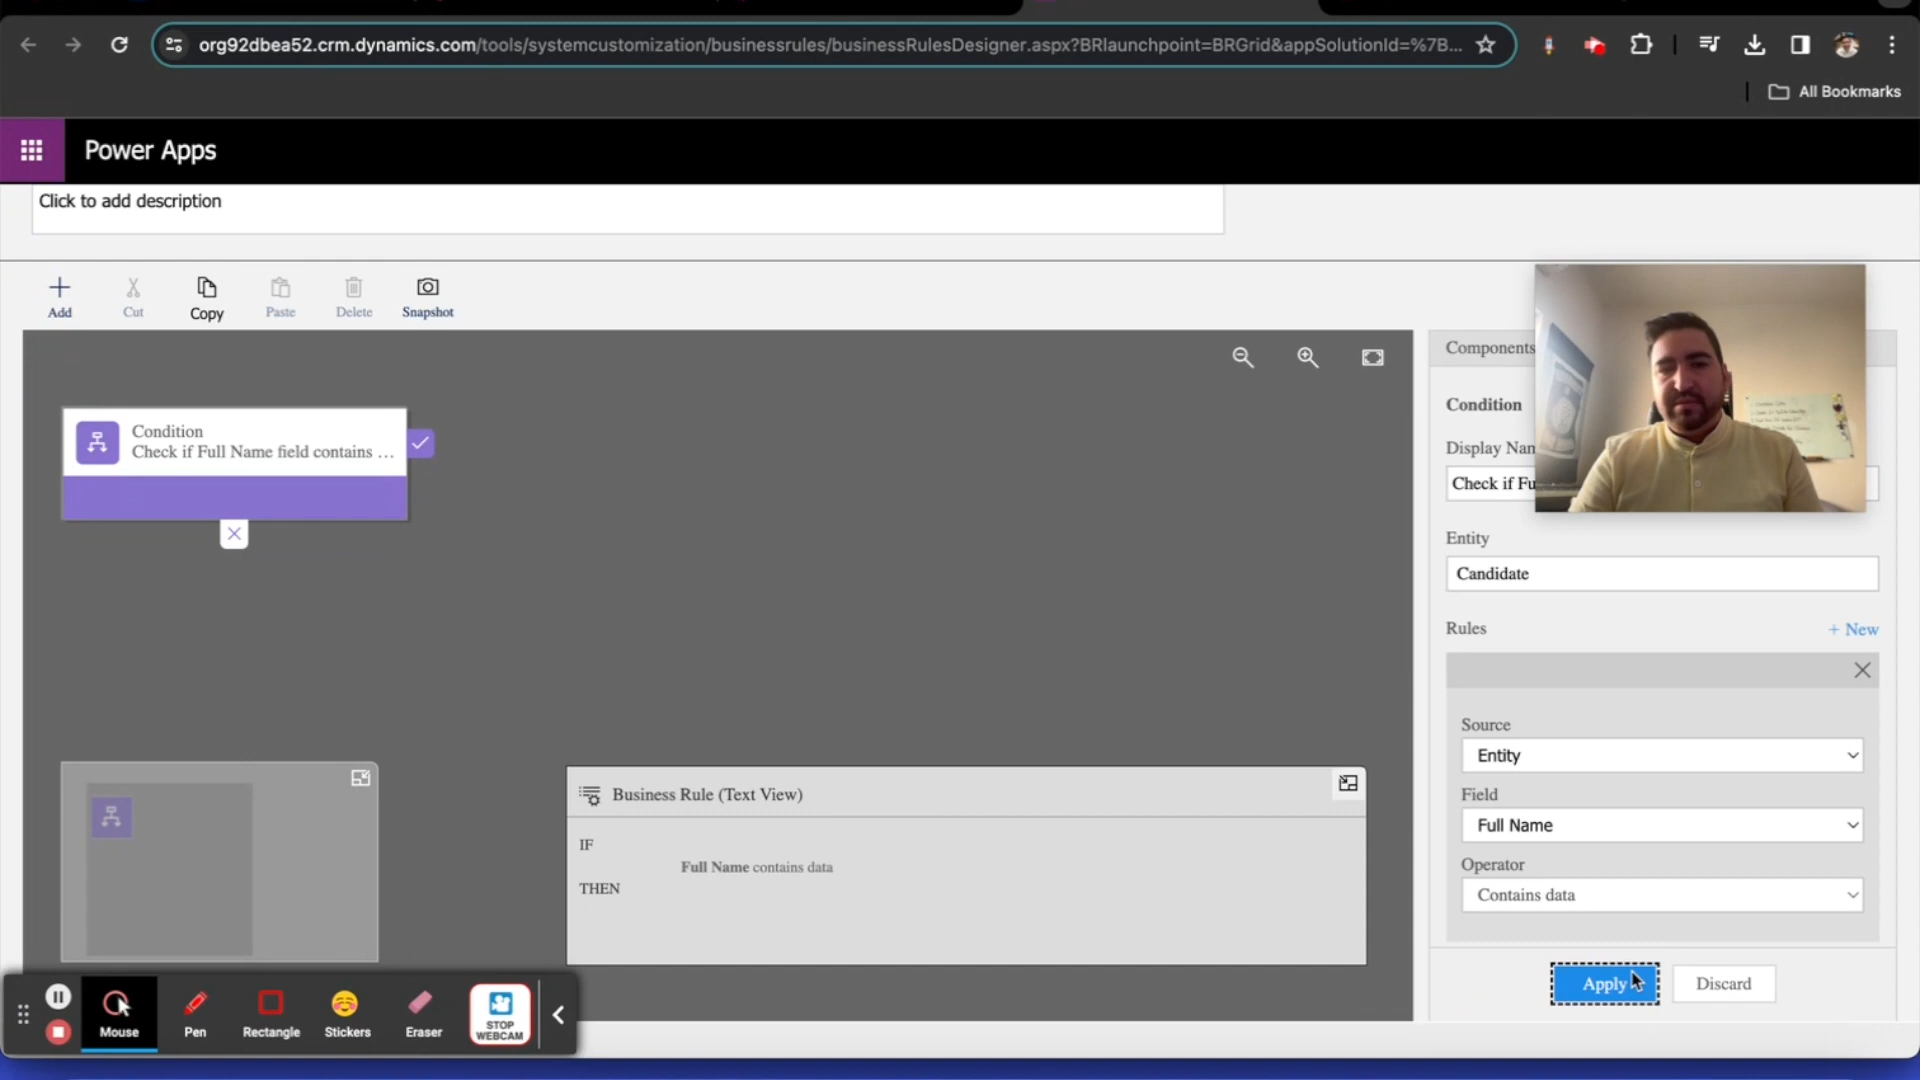 org92dbea52.crm.dynamics.com/tools/systemcustomization/businessrules/businessRulesDesigner.aspx?BRlaunchpoint=BRGrid&appSolutionId=%7B...
All Bookmarks
Power Apps
Click to add description
Add
Cut
Copy
Paste
Delete
Snapshot
Components
Condition
Check if Full Name field contains ...
Condition
Display Nam
Check if Fu
Entity
Candidate
Rules
+ New
Source
Entity
Field
Full Name
Operator
Contains data
Business Rule (Text View)
IF
Full Name contains data
THEN
Apply
Discard
Mouse
Pen
Rectangle
Stickers
Eraser
STOP
WEBCAM